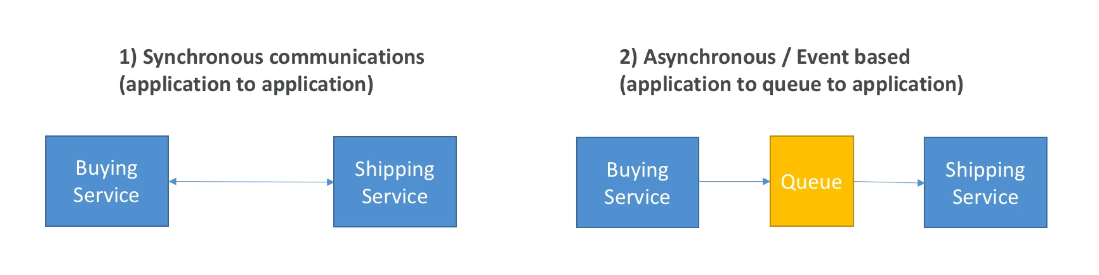 1) Synchronous communications
(application to application)
Buying
Service
Shipping
Service
2) Asynchronous / Event based
(application to queue to application)
Buying
Service
Queue
Shipping
Service